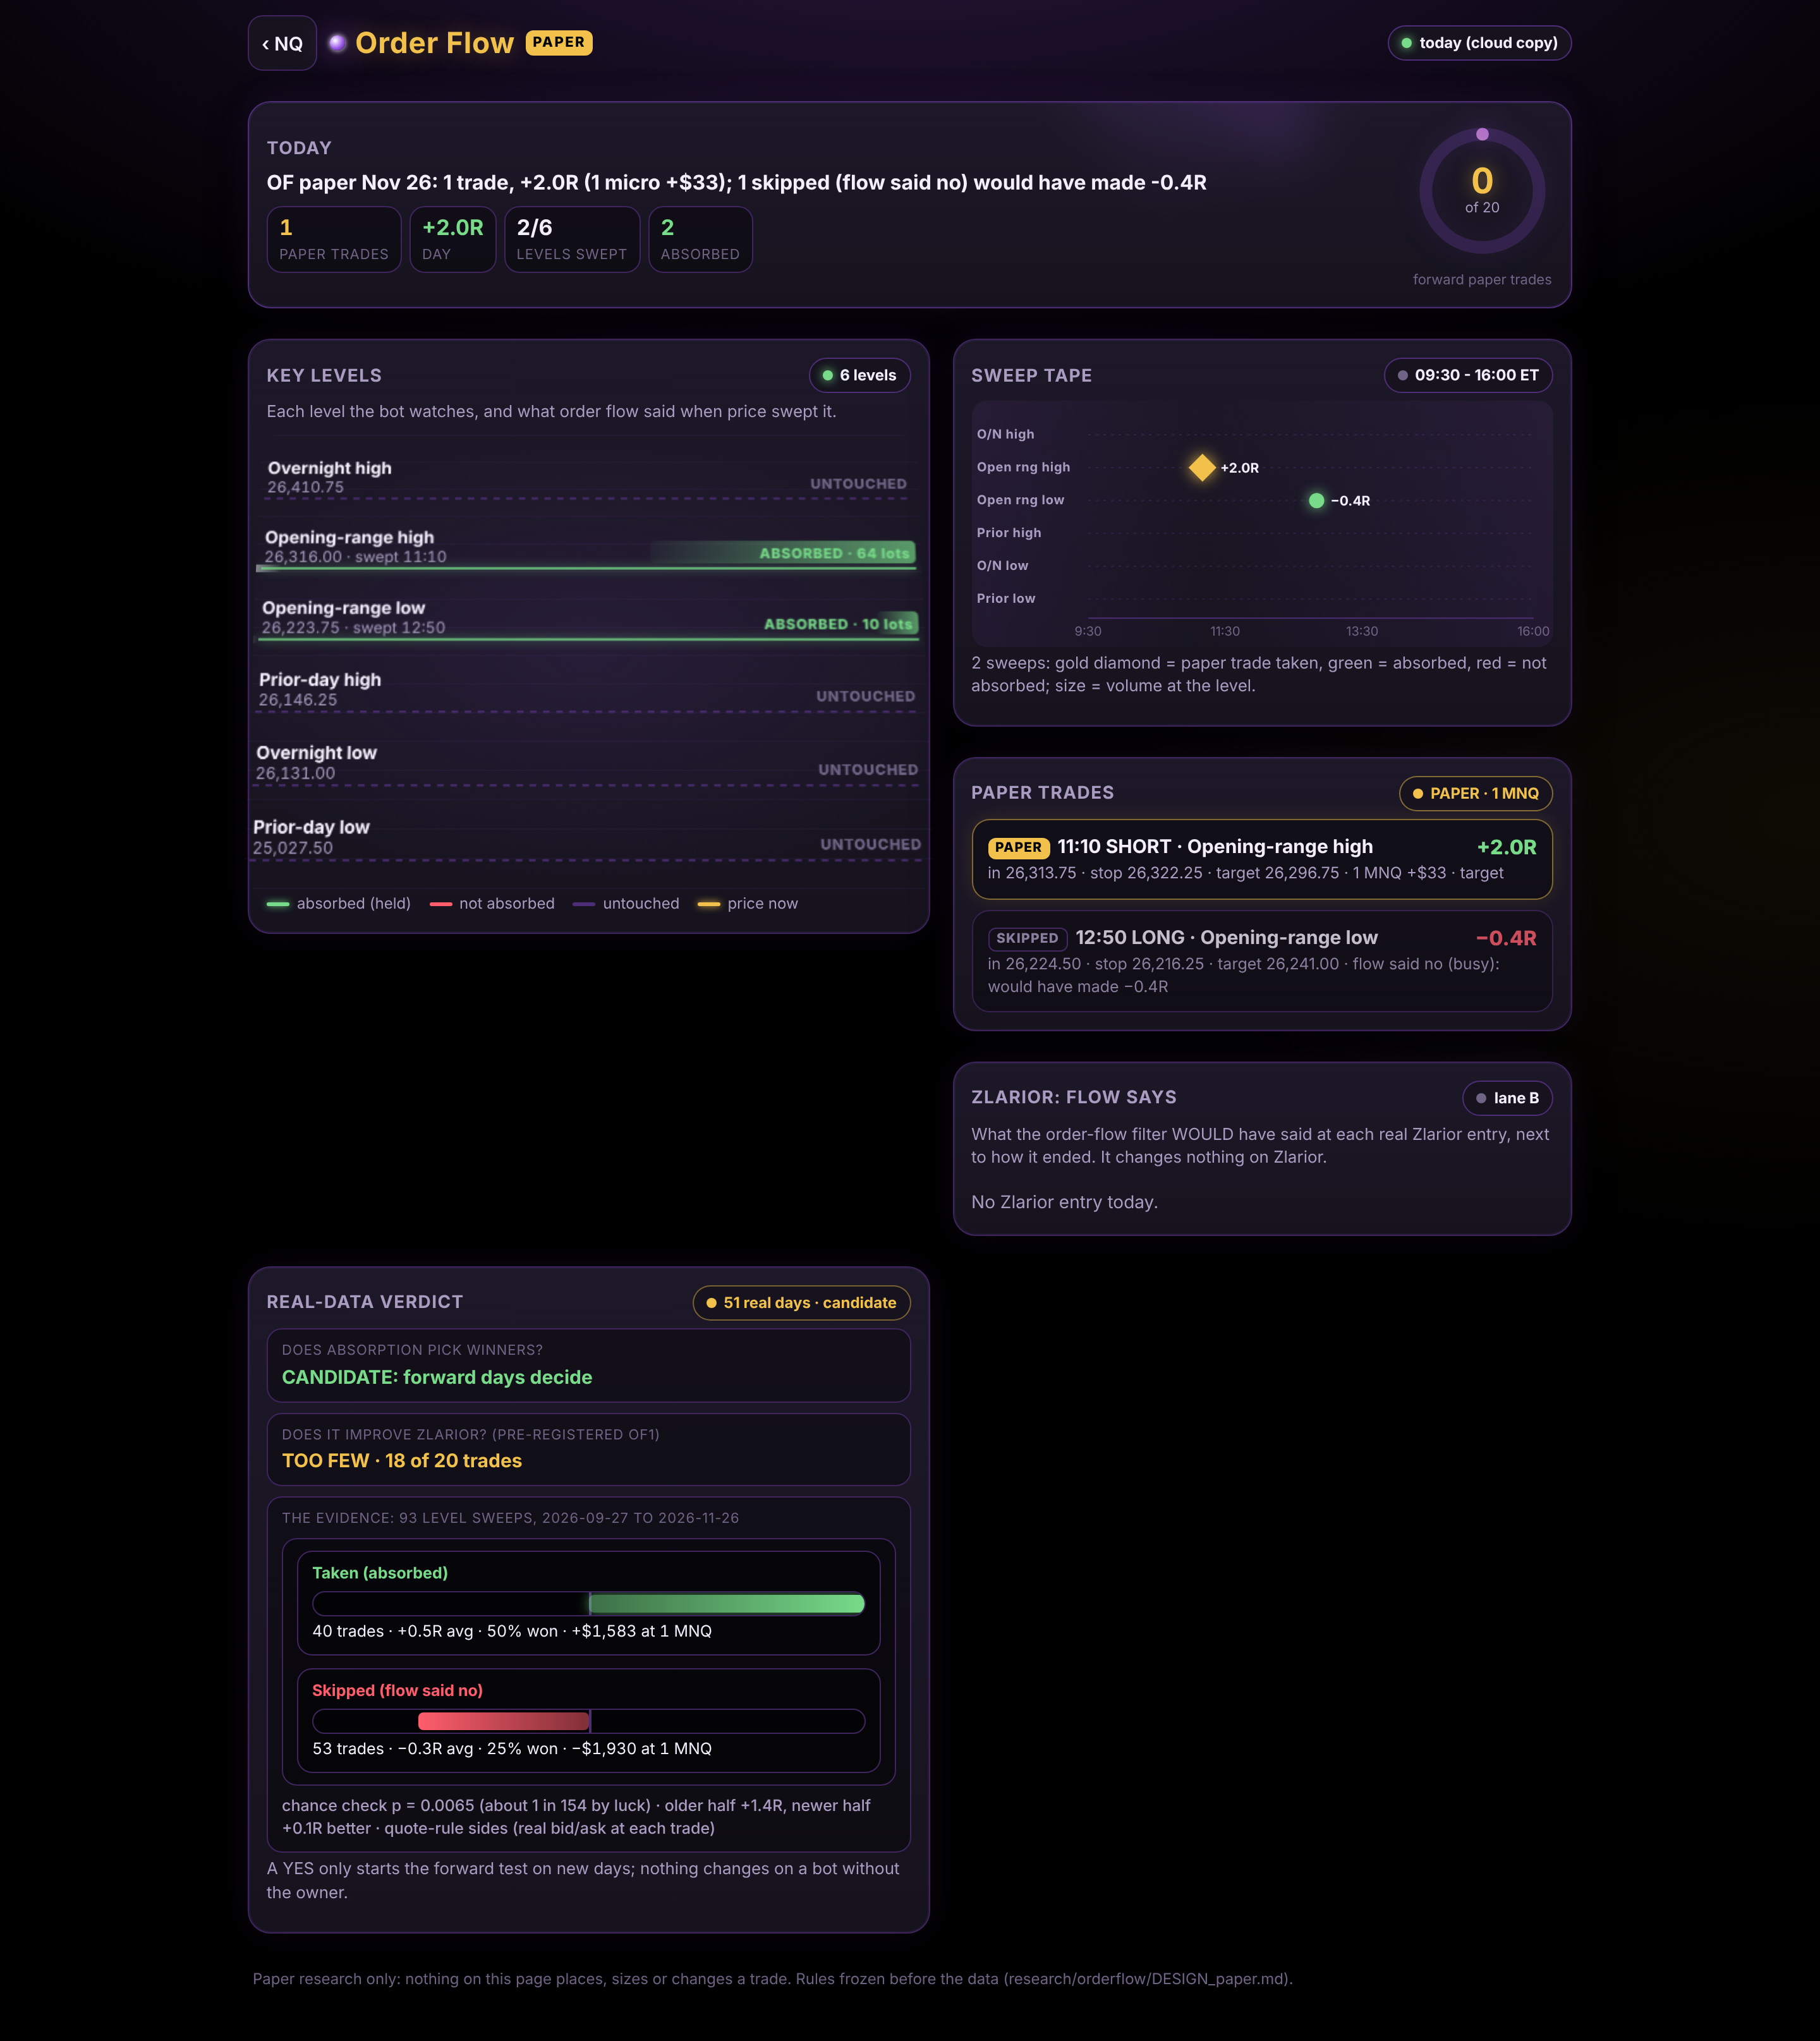 ‹ NQ
Order Flow
PAPER
today (cloud copy)
TODAY
OF paper Nov 26: 1 trade, +2.0R (1 micro +$33); 1 skipped (flow said no) would have made -0.4R
1
PAPER TRADES
+2.0R
DAY
2/6
LEVELS SWEPT
2
ABSORBED
0
of 20
forward paper trades
KEY LEVELS
6 levels
Each level the bot watches, and what order flow said when price swept it.
Overnight high
26,410.75
UNTOUCHED
Opening-range high
26,316.00 · swept 11:10
ABSORBED · 64 lots
Opening-range low
26,223.75 · swept 12:50
ABSORBED · 10 lots
Prior-day high
26,146.25
UNTOUCHED
Overnight low
26,131.00
UNTOUCHED
Prior-day low
25,027.50
UNTOUCHED
absorbed (held)
not absorbed
untouched
price now
SWEEP TAPE
09:30 - 16:00 ET
O/N high
Open rng high
+2.0R
Open rng low
−0.4R
Prior high
O/N low
Prior low
9:30
11:30
13:30
16:00
2 sweeps: gold diamond = paper trade taken, green = absorbed, red = not
absorbed; size = volume at the level.
PAPER TRADES
PAPER · 1 MNQ
PAPER 11:10 SHORT · Opening-range high
+2.0R
in 26,313.75 · stop 26,322.25 · target 26,296.75 · 1 MNQ +$33 · target
SKIPPED 12:50 LONG · Opening-range low
−0.4R
in 26,224.50 · stop 26,216.25 · target 26,241.00 · flow said no (busy):
would have made −0.4R
ZLARIOR: FLOW SAYS
lane B
What the order-flow filter WOULD have said at each real Zlarior entry, next
to how it ended. It changes nothing on Zlarior.
No Zlarior entry today.
REAL-DATA VERDICT
51 real days · candidate
DOES ABSORPTION PICK WINNERS?
CANDIDATE: forward days decide
DOES IT IMPROVE ZLARIOR? (PRE-REGISTERED OF1)
TOO FEW · 18 of 20 trades
THE EVIDENCE: 93 LEVEL SWEEPS, 2026-09-27 TO 2026-11-26
Taken (absorbed)
40 trades · +0.5R avg · 50% won · +$1,583 at 1 MNQ
Skipped (flow said no)
53 trades · −0.3R avg · 25% won · −$1,930 at 1 MNQ
chance check p = 0.0065 (about 1 in 154 by luck) · older half +1.4R, newer half
+0.1R better · quote-rule sides (real bid/ask at each trade)
A YES only starts the forward test on new days; nothing changes on a bot without
the owner.
Paper research only: nothing on this page places, sizes or changes a trade. Rules frozen before the data (research/orderflow/DESIGN_paper.md).